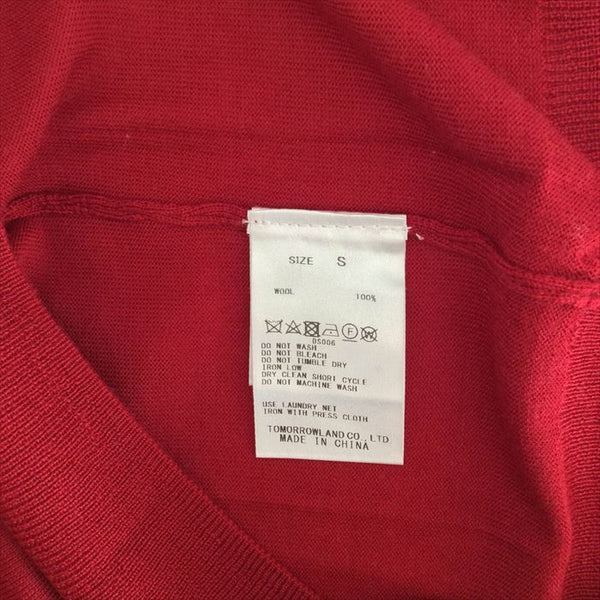 SIZE S
WOOL 100%
DS006
DO NOT WASH
DO NOT BLEACH
DO NOT TUMBLE DRY
IRON LOW
DRY CLEAN SHORT CYCLE
DO NOT MACHINE WASH
USE LAUNDRY NET
IRON WITH PRESS CLOTH
TOMORROWLAND CO., LTD
MADE IN CHINA